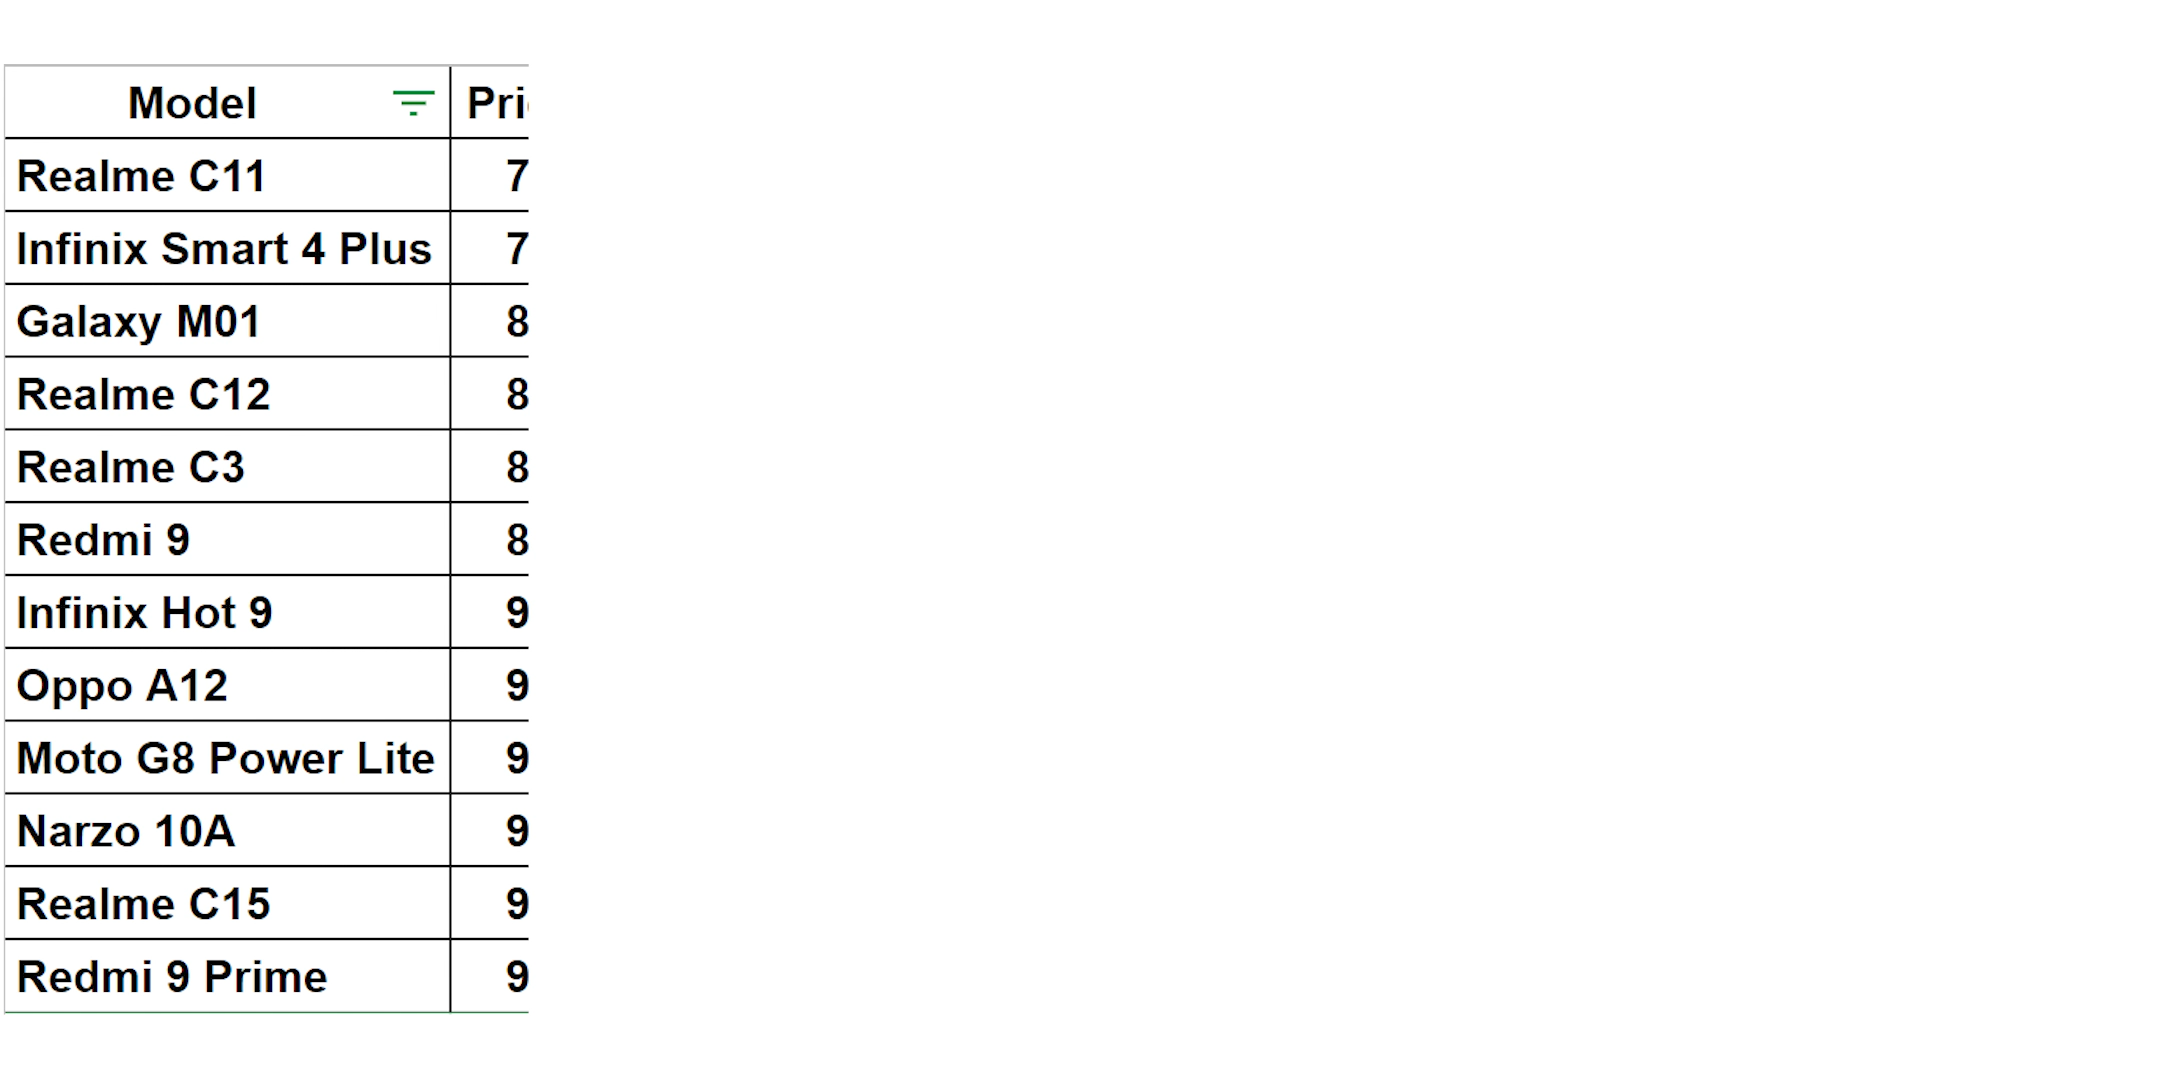 Model Pri
Realme C11 7
Infinix Smart 4 Plus 7
Galaxy M01 8
Realme C12 8
Realme C3 8
Redmi 9 8
Infinix Hot 9 9
Oppo A12 9
Moto G8 Power Lite 9
Narzo 10A 9
Realme C15 9
Redmi 9 Prime 9